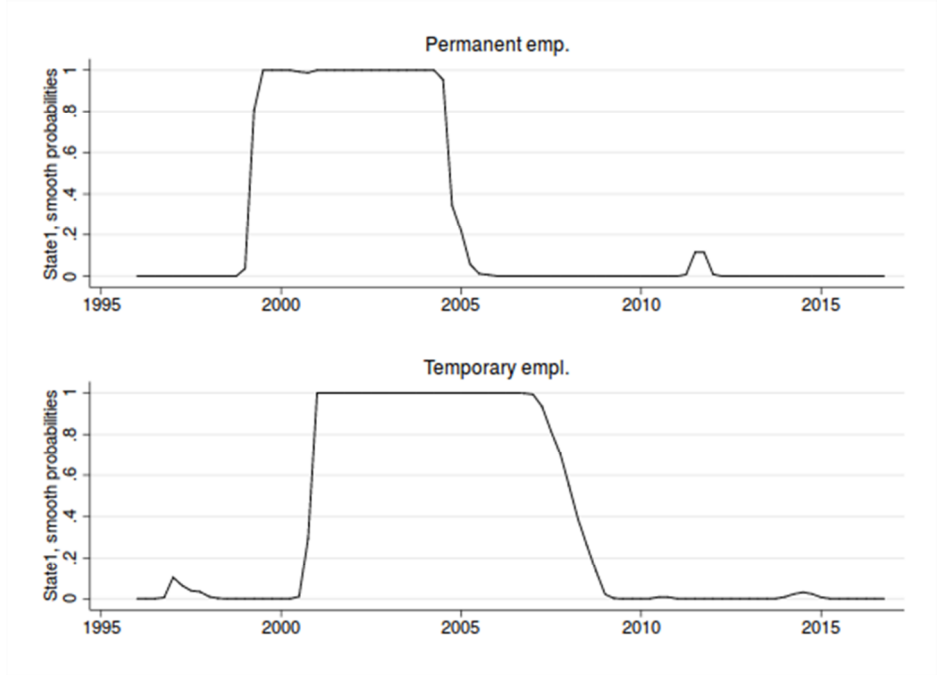 Permanent emp.
State1, smooth probabilities
1
.8
.6
.4
.2
0
1995 2000 2005 2010 2015
Temporary empl.
State1, smooth probabilities
1
.8
.6
.4
.2
0
1995 2000 2005 2010 2015